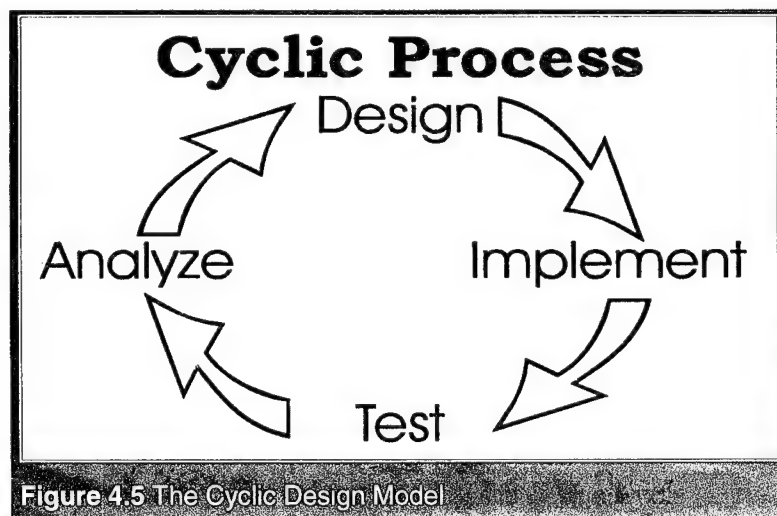 Cyclic Process
Design
Analyze
Implement
Test
Figure 4.5 The Cyclic Design Model